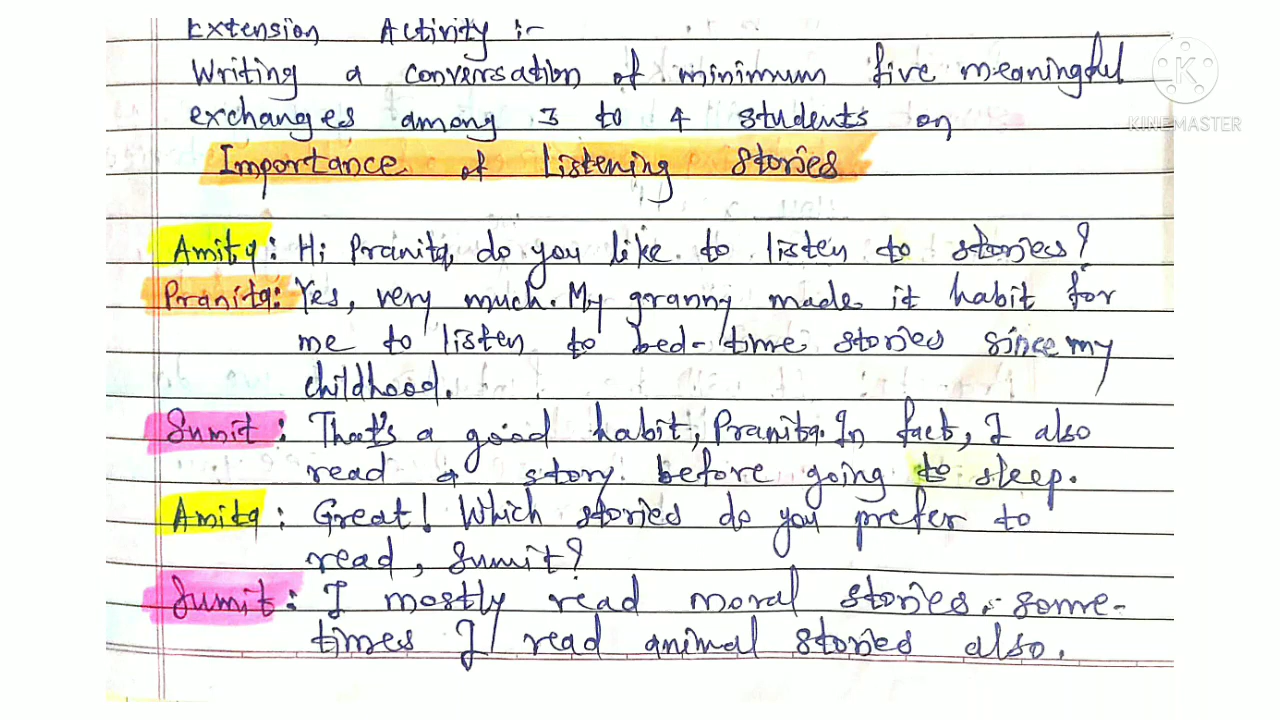 Extension Activity :-
Writing a conversation of minimum five meaningful
exchanges among 3 to 4 students on
Importance of listening stories
Amita: Hi Pranita, do you like to listen to stories?
Pranita: Yes, very much. My granny made it habit for
me to listen to bed-time stories since my
childhood.
Sumit: That's a good habit, Pranita. In fact, I also
read a story before going to sleep.
Amita: Great! Which stories do you prefer to
read, Sumit?
Sumit: I mostly read moral stories. some-
times I read animal stories also.
K
KINEMASTER